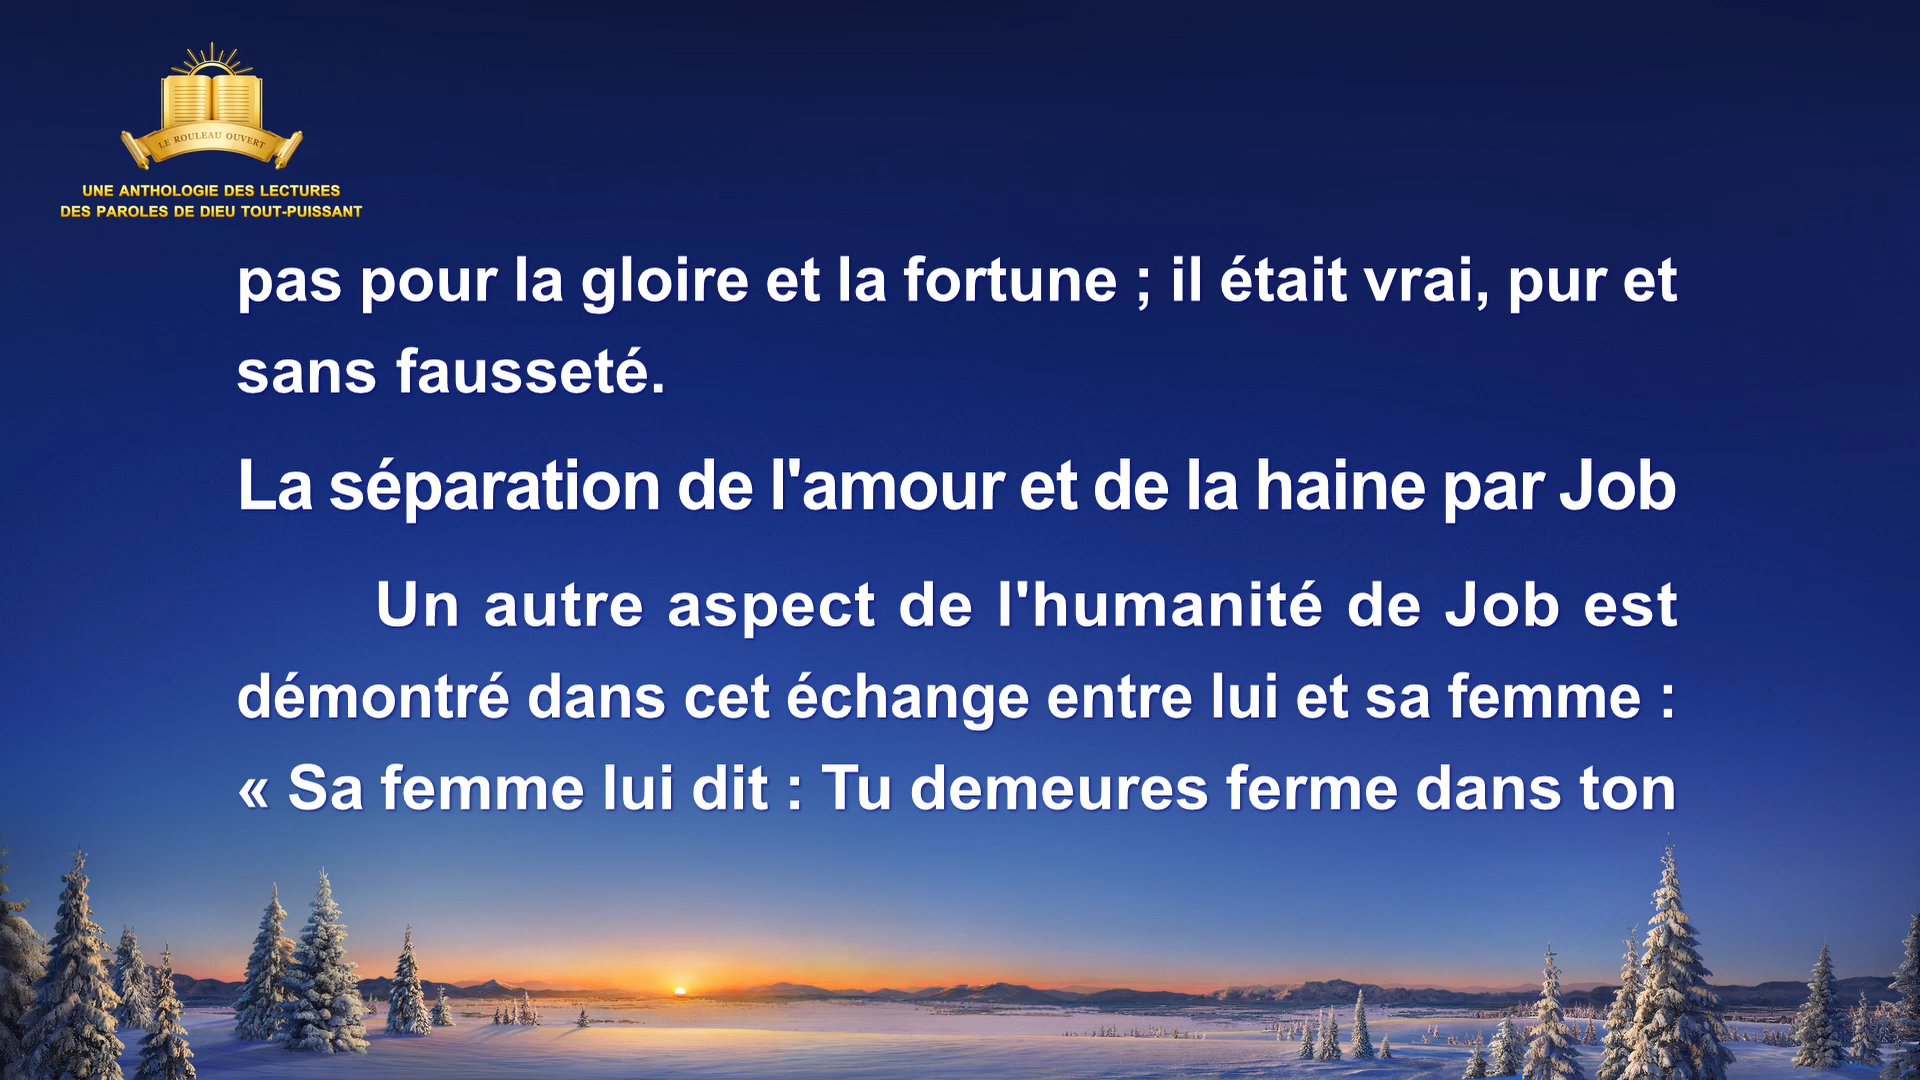 LE ROULEAU OUVERT
UNE ANTHOLOGIE DES LECTURES
DES PAROLES DE DIEU TOUT-PUISSANT
pas pour la gloire et la fortune ; il était vrai, pur et
sans fausseté.
La séparation de l'amour et de la haine par Job
Un autre aspect de l'humanité de Job est
démontré dans cet échange entre lui et sa femme :
« Sa femme lui dit : Tu demeures ferme dans ton